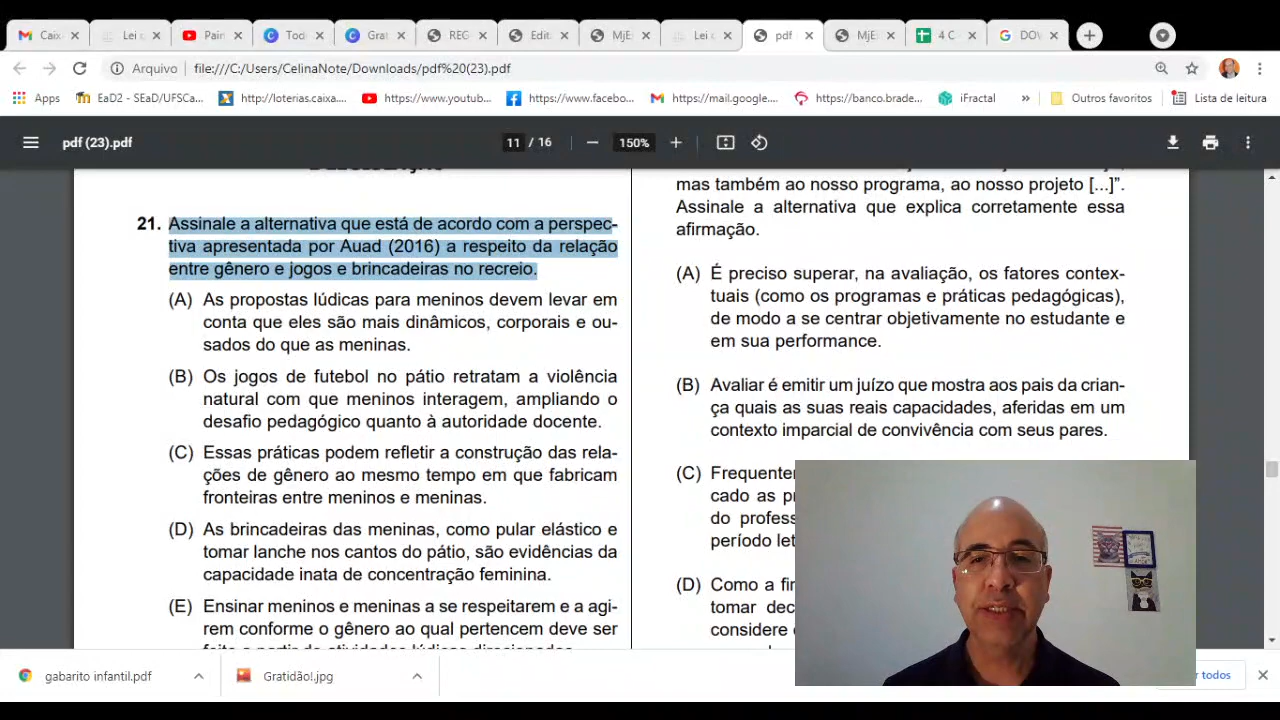 Caix
Lei
Pain
Tod
Grat
REG
Edit
MjE
Lei c
pdf
MjE
4 C
DOV
Arquivo
file:///C:/Users/CelinaNote/Downloads/pdf%20(23).pdf
Apps
EaD2 - SEaD/UFSCa...
http://loterias.caixa....
https://www.youtub...
https://www.facebo...
https://mail.google....
https://banco.brade...
iFractal
»
Outros favoritos
Lista de leitura
pdf (23).pdf
11 / 16
150%
21. Assinale a alternativa que está de acordo com a perspec-
tiva apresentada por Auad (2016) a respeito da relação
entre gênero e jogos e brincadeiras no recreio.
(A) As propostas lúdicas para meninos devem levar em
conta que eles são mais dinâmicos, corporais e ou-
sados do que as meninas.
(B) Os jogos de futebol no pátio retratam a violência
natural com que meninos interagem, ampliando o
desafio pedagógico quanto à autoridade docente.
(C) Essas práticas podem refletir a construção das rela-
ções de gênero ao mesmo tempo em que fabricam
fronteiras entre meninos e meninas.
(D) As brincadeiras das meninas, como pular elástico e
tomar lanche nos cantos do pátio, são evidências da
capacidade inata de concentração feminina.
(E) Ensinar meninos e meninas a se respeitarem e a agi-
rem conforme o gênero ao qual pertencem deve ser
feito a partir de atividades lúdicas direcionadas
mas também ao nosso programa, ao nosso projeto [...]”.
Assinale a alternativa que explica corretamente essa
afirmação.
(A) É preciso superar, na avaliação, os fatores contex-
tuais (como os programas e práticas pedagógicas),
de modo a se centrar objetivamente no estudante e
em sua performance.
(B) Avaliar é emitir um juízo que mostra aos pais da crian-
ça quais as suas reais capacidades, aferidas em um
contexto imparcial de convivência com seus pares.
(C) Frequenter
cado as p
do profess
período let
(D) Como a fin
tomar dec
considere
gabarito infantil.pdf
Gratidão!.jpg
todos